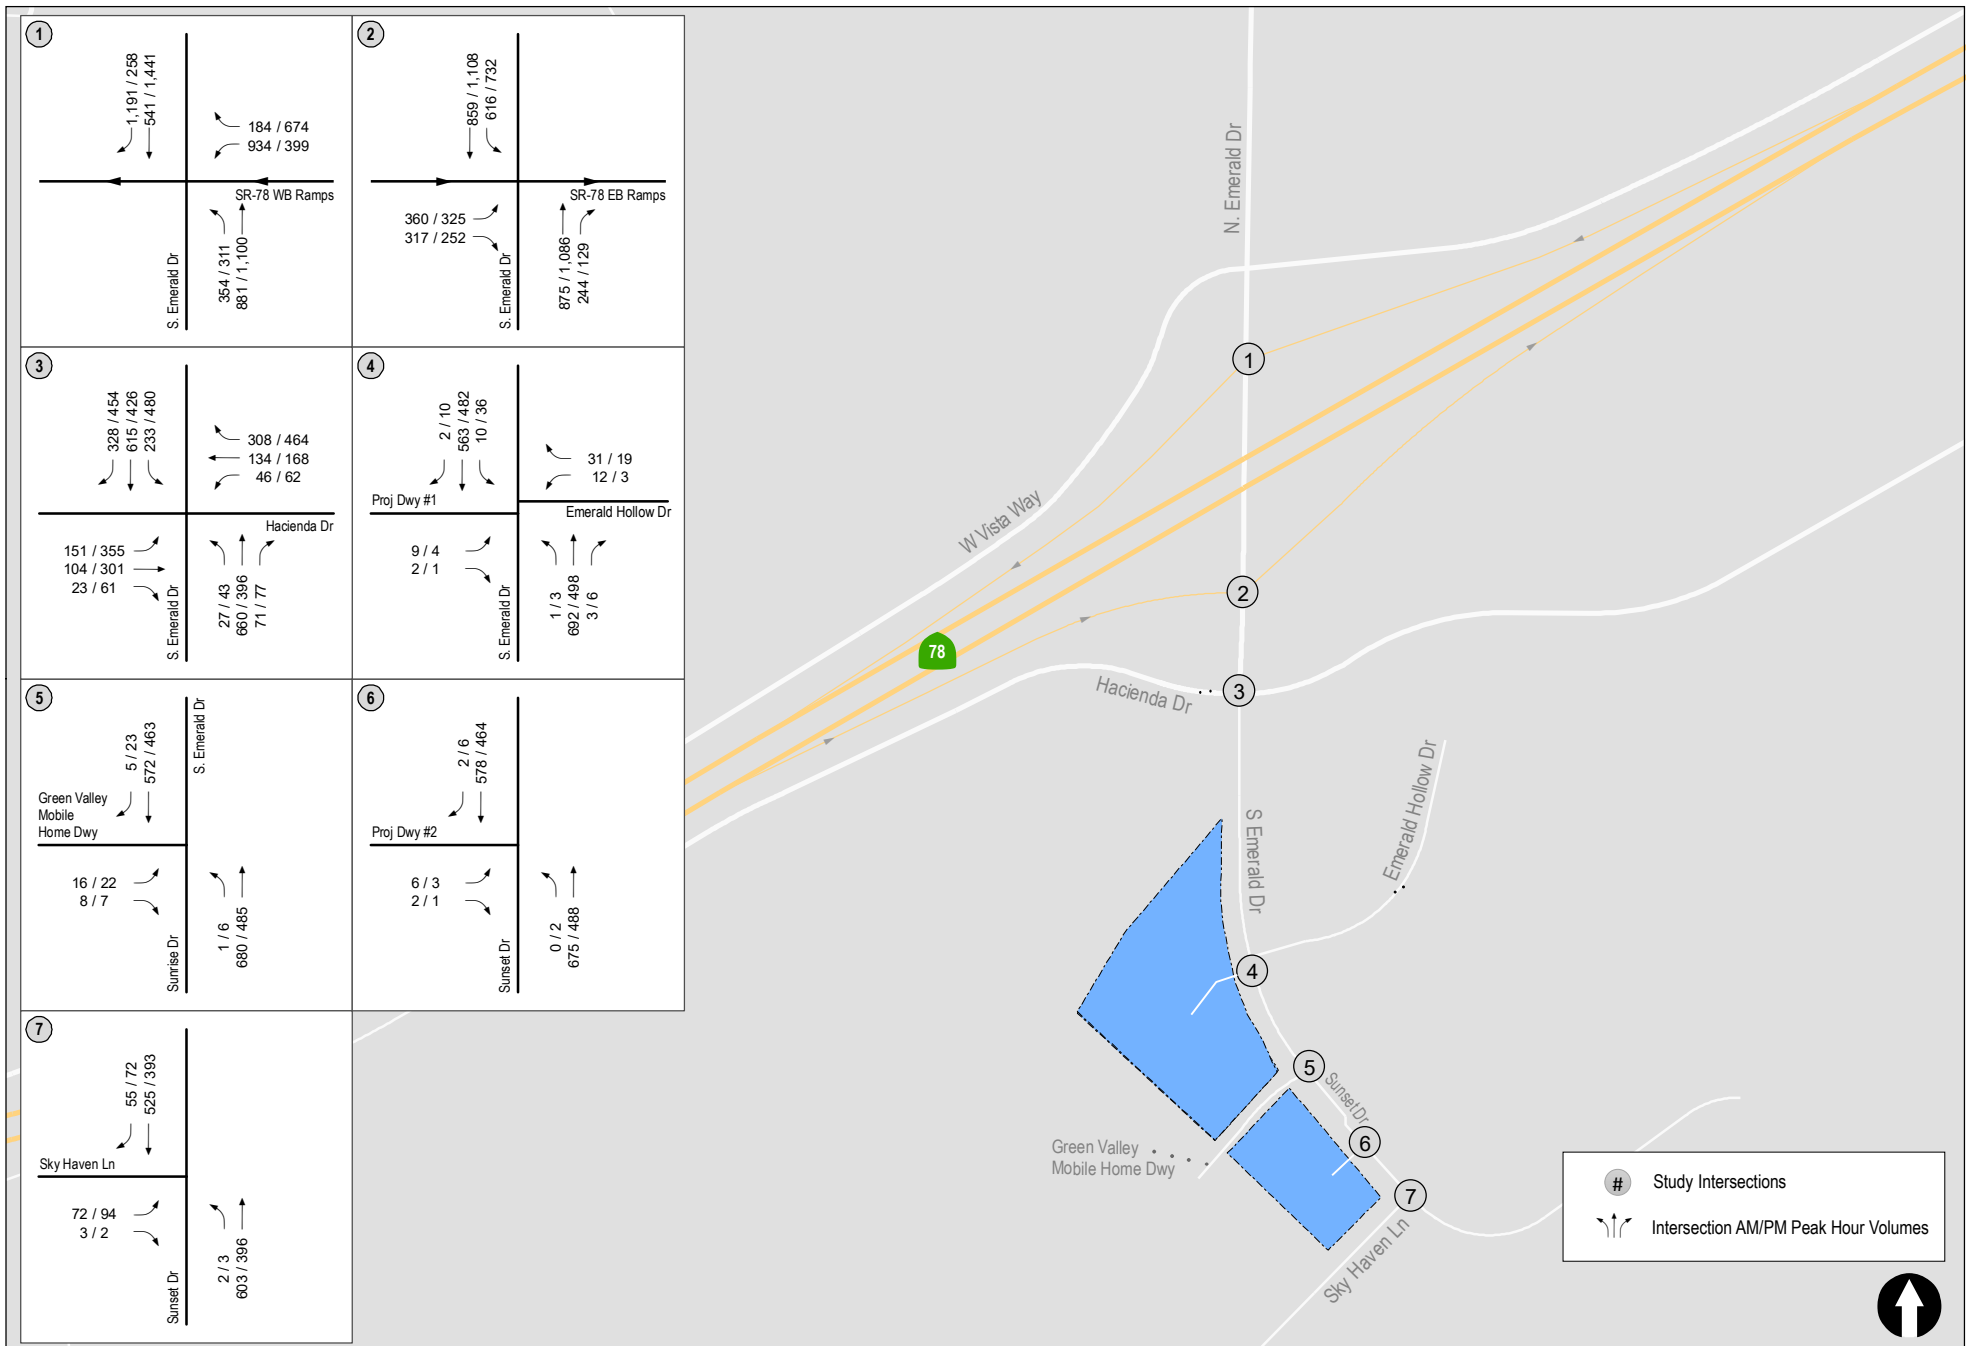 1
1,191 / 258
541 / 1,441
184 / 674
934 / 399
SR-78 WB Ramps
354 / 311
881 / 1,100
S. Emerald Dr
2
859 / 1,108
616 / 732
SR-78 EB Ramps
360 / 325
317 / 252
875 / 1,086
244 / 129
S. Emerald Dr
3
328 / 454
615 / 426
233 / 480
308 / 464
134 / 168
46 / 62
Hacienda Dr
151 / 355
104 / 301
23 / 61
27 / 43
660 / 396
71 / 77
S. Emerald Dr
4
2 / 10
563 / 482
10 / 36
31 / 19
12 / 3
Proj Dwy #1
Emerald Hollow Dr
9 / 4
2 / 1
1 / 3
692 / 498
3 / 6
S. Emerald Dr
5
5 / 23
572 / 463
S. Emerald Dr
Green Valley
Mobile
Home Dwy
16 / 22
8 / 7
1 / 6
680 / 485
Sunrise Dr
6
2 / 6
578 / 464
Proj Dwy #2
6 / 3
2 / 1
0 / 2
675 / 488
Sunset Dr
7
55 / 72
525 / 393
Sky Haven Ln
72 / 94
3 / 2
2 / 3
603 / 396
Sunset Dr
N. Emerald Dr
1
W Vista Way
2
78
Hacienda Dr
3
S Emerald Dr
Emerald Hollow Dr
4
5
Sunset Dr
6
Green Valley
Mobile Home Dwy
7
Sky Haven Ln
# Study Intersections
Intersection AM/PM Peak Hour Volumes